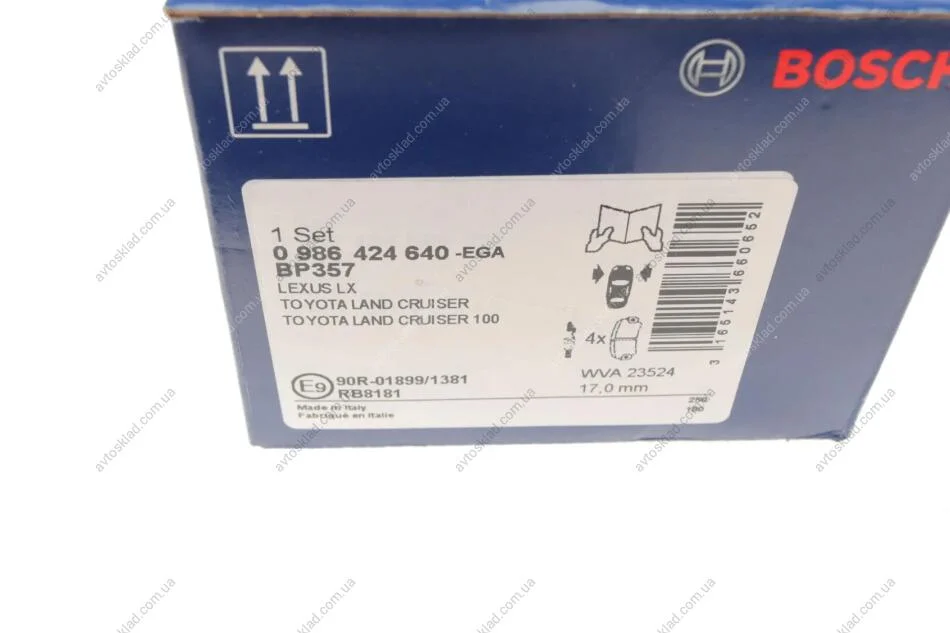 BOSCH
1 Set
0 986 424 640 -EGA
BP357
LEXUS LX
TOYOTA LAND CRUISER
TOYOTA LAND CRUISER 100
4x
3 165143 660652
WVA 23524
17,0 mm
E9
90R-01899/1381
RB8181
Made in Italy
Fabriqué en Italie
avtosklad.com.ua